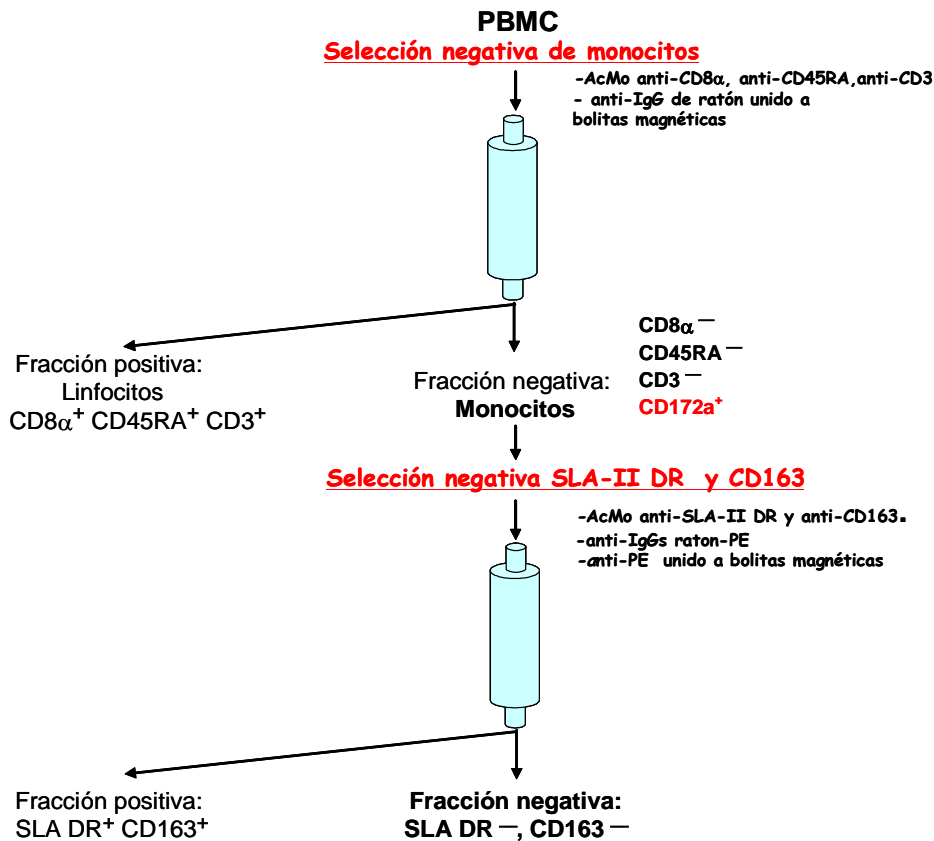 PBMC
Selección negativa de monocitos
-AcMo anti-CD8α, anti-CD45RA,anti-CD3
- anti-IgG de ratón unido a
bolitas magnéticas
Fracción positiva:
Linfocitos
CD8α⁺ CD45RA⁺ CD3⁺
Fracción negativa:
Monocitos
CD8α —
CD45RA —
CD3 —
CD172a⁺
Selección negativa SLA-II DR y CD163
-AcMo anti-SLA-II DR y anti-CD163.
-anti-IgGs raton-PE
-anti-PE unido a bolitas magnéticas
Fracción positiva:
SLA DR⁺ CD163⁺
Fracción negativa:
SLA DR —, CD163 —